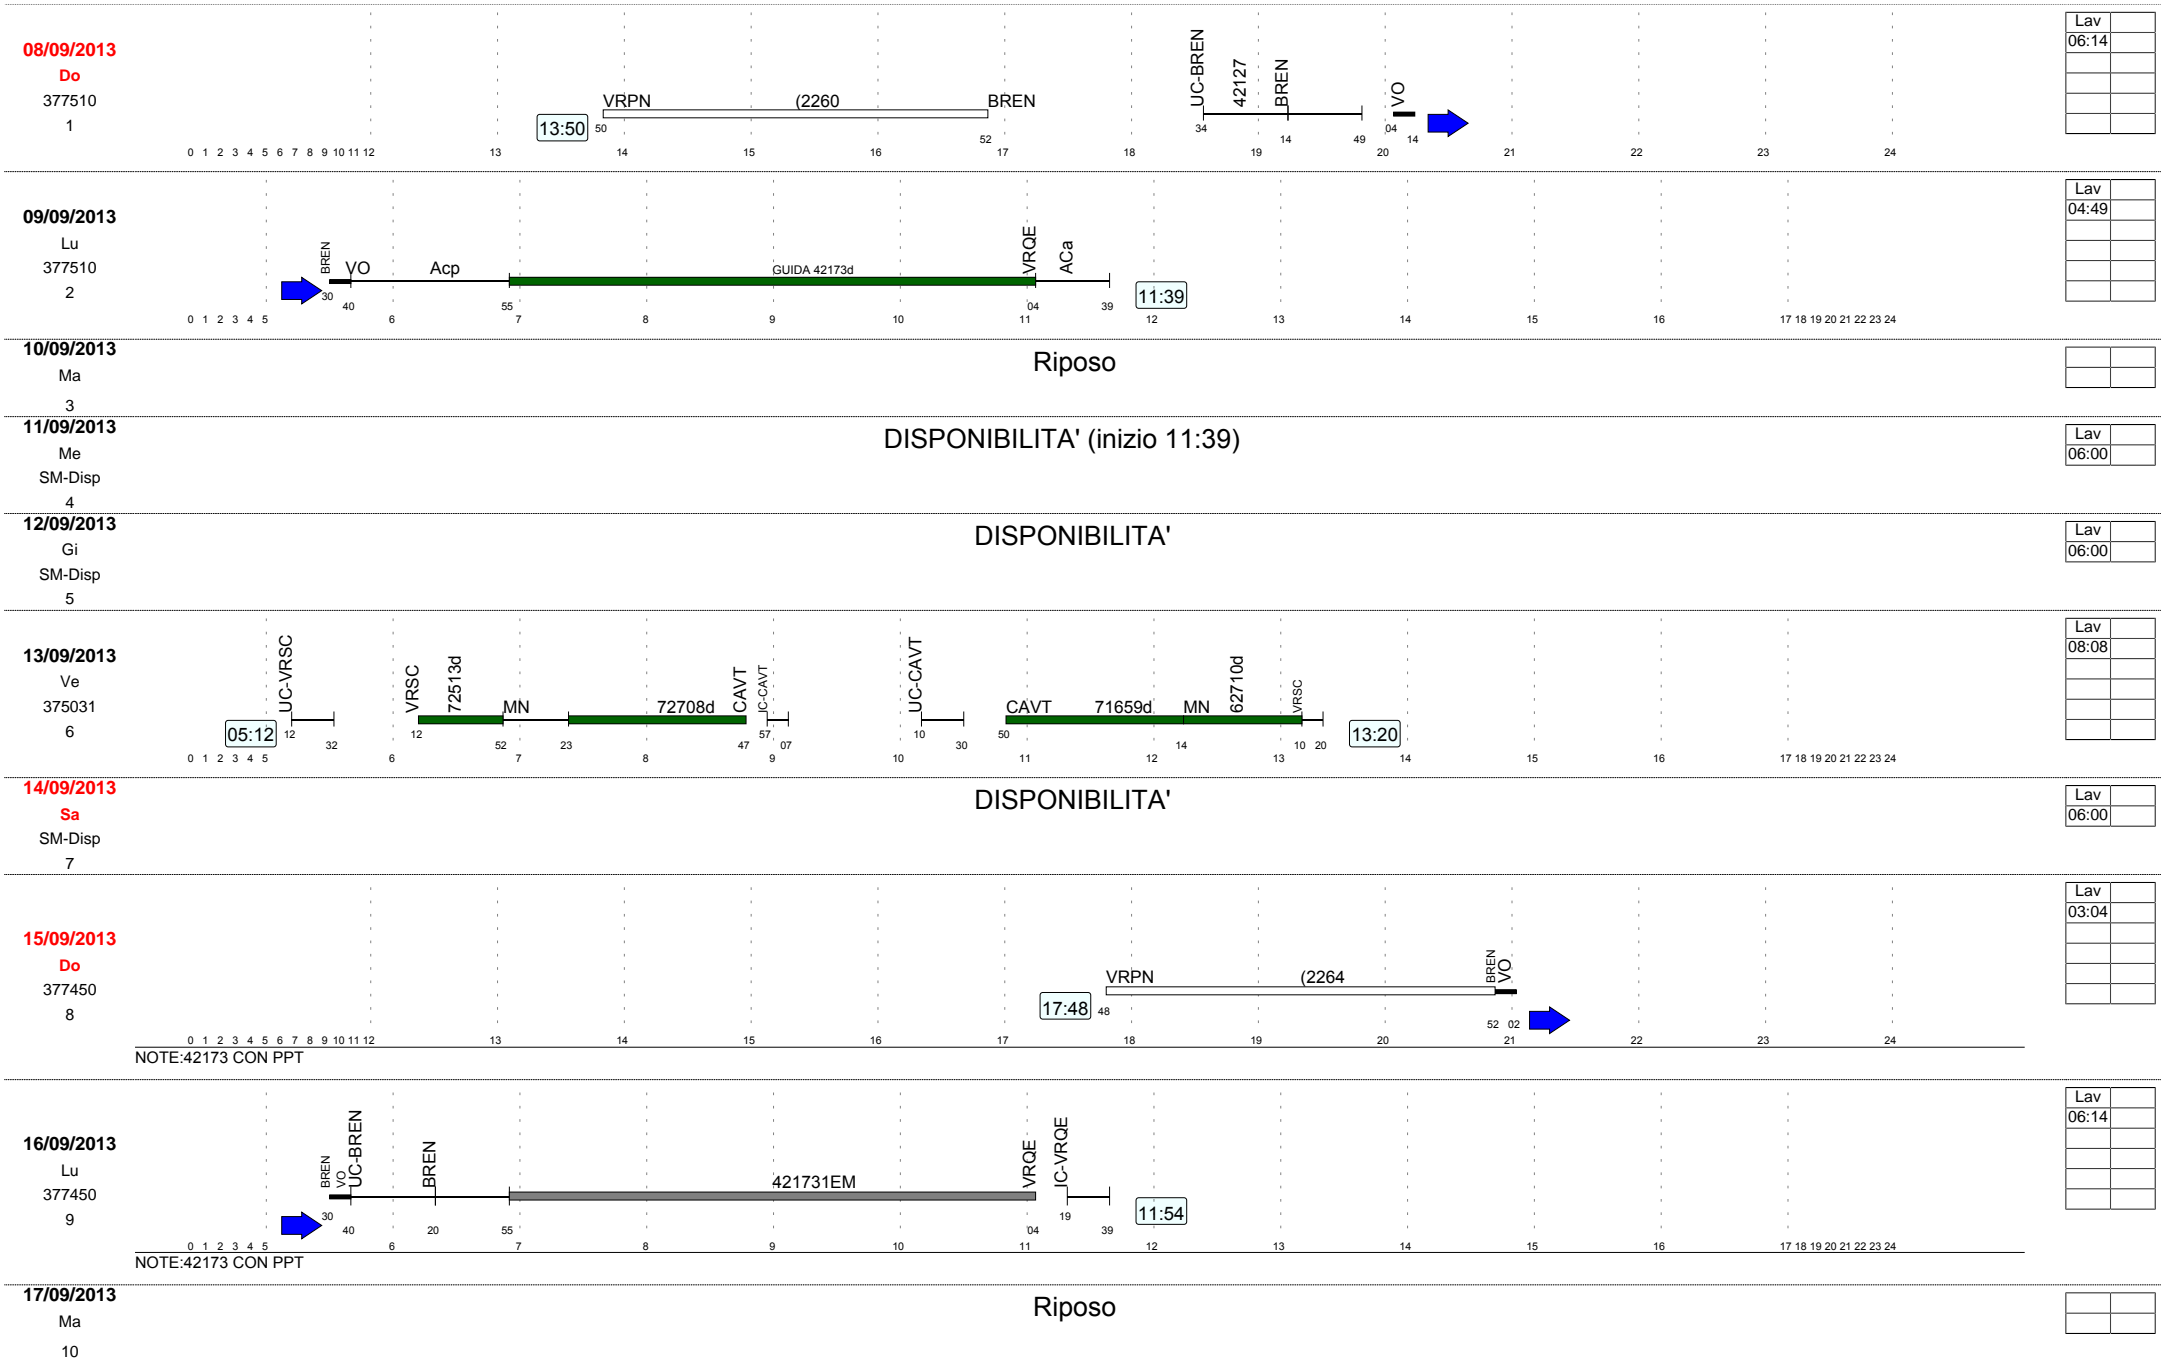 08/09/2013
Do
377510
1
13:50
VRPN (2260 BREN
50 52
UC-BREN 42127 BREN VO
34 14 49 04 14
0 1 2 3 4 5 6 7 8 9 10 11 12 13 14 15 16 17 18 19 20 21 22 23 24
Lav
06:14
09/09/2013
Lu
377510
2
BREN VO Acp GUIDA 42173d VRQE ACa
30 40 55 04 39
11:39
0 1 2 3 4 5 6 7 8 9 10 11 12 13 14 15 16 17 18 19 20 21 22 23 24
Lav
04:49
10/09/2013
Ma
3
Riposo
11/09/2013
Me
SM-Disp
4
DISPONIBILITA' (inizio 11:39)
Lav
06:00
12/09/2013
Gi
SM-Disp
5
DISPONIBILITA'
Lav
06:00
13/09/2013
Ve
375031
6
05:12
UC-VRSC VRSC 72513d MN 72708d CAVT IC-CAVT UC-CAVT CAVT 71659d MN 62710d VRSC
12 32 12 52 23 47 57 07 10 30 50 14 10 20
13:20
0 1 2 3 4 5 6 7 8 9 10 11 12 13 14 15 16 17 18 19 20 21 22 23 24
Lav
08:08
14/09/2013
Sa
SM-Disp
7
DISPONIBILITA'
Lav
06:00
15/09/2013
Do
377450
8
17:48
VRPN (2264 BREN VO
48 52 02
0 1 2 3 4 5 6 7 8 9 10 11 12 13 14 15 16 17 18 19 20 21 22 23 24
NOTE:42173 CON PPT
Lav
03:04
16/09/2013
Lu
377450
9
BREN VO UC-BREN BREN 421731EM VRQE IC-VRQE
30 40 20 55 04 19 39
11:54
0 1 2 3 4 5 6 7 8 9 10 11 12 13 14 15 16 17 18 19 20 21 22 23 24
NOTE:42173 CON PPT
Lav
06:14
17/09/2013
Ma
10
Riposo